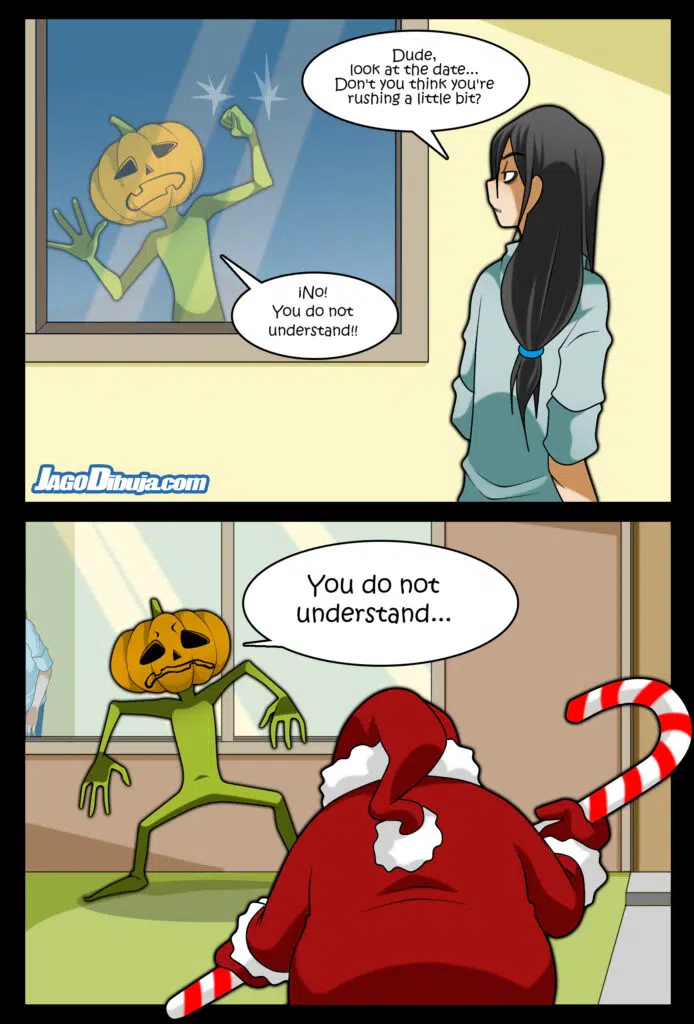 Dude,
look at the date...
Don't you think you're
rushing a little bit?
¡No!
You do not
understand!!
JAGODibuja.com
You do not
understand...